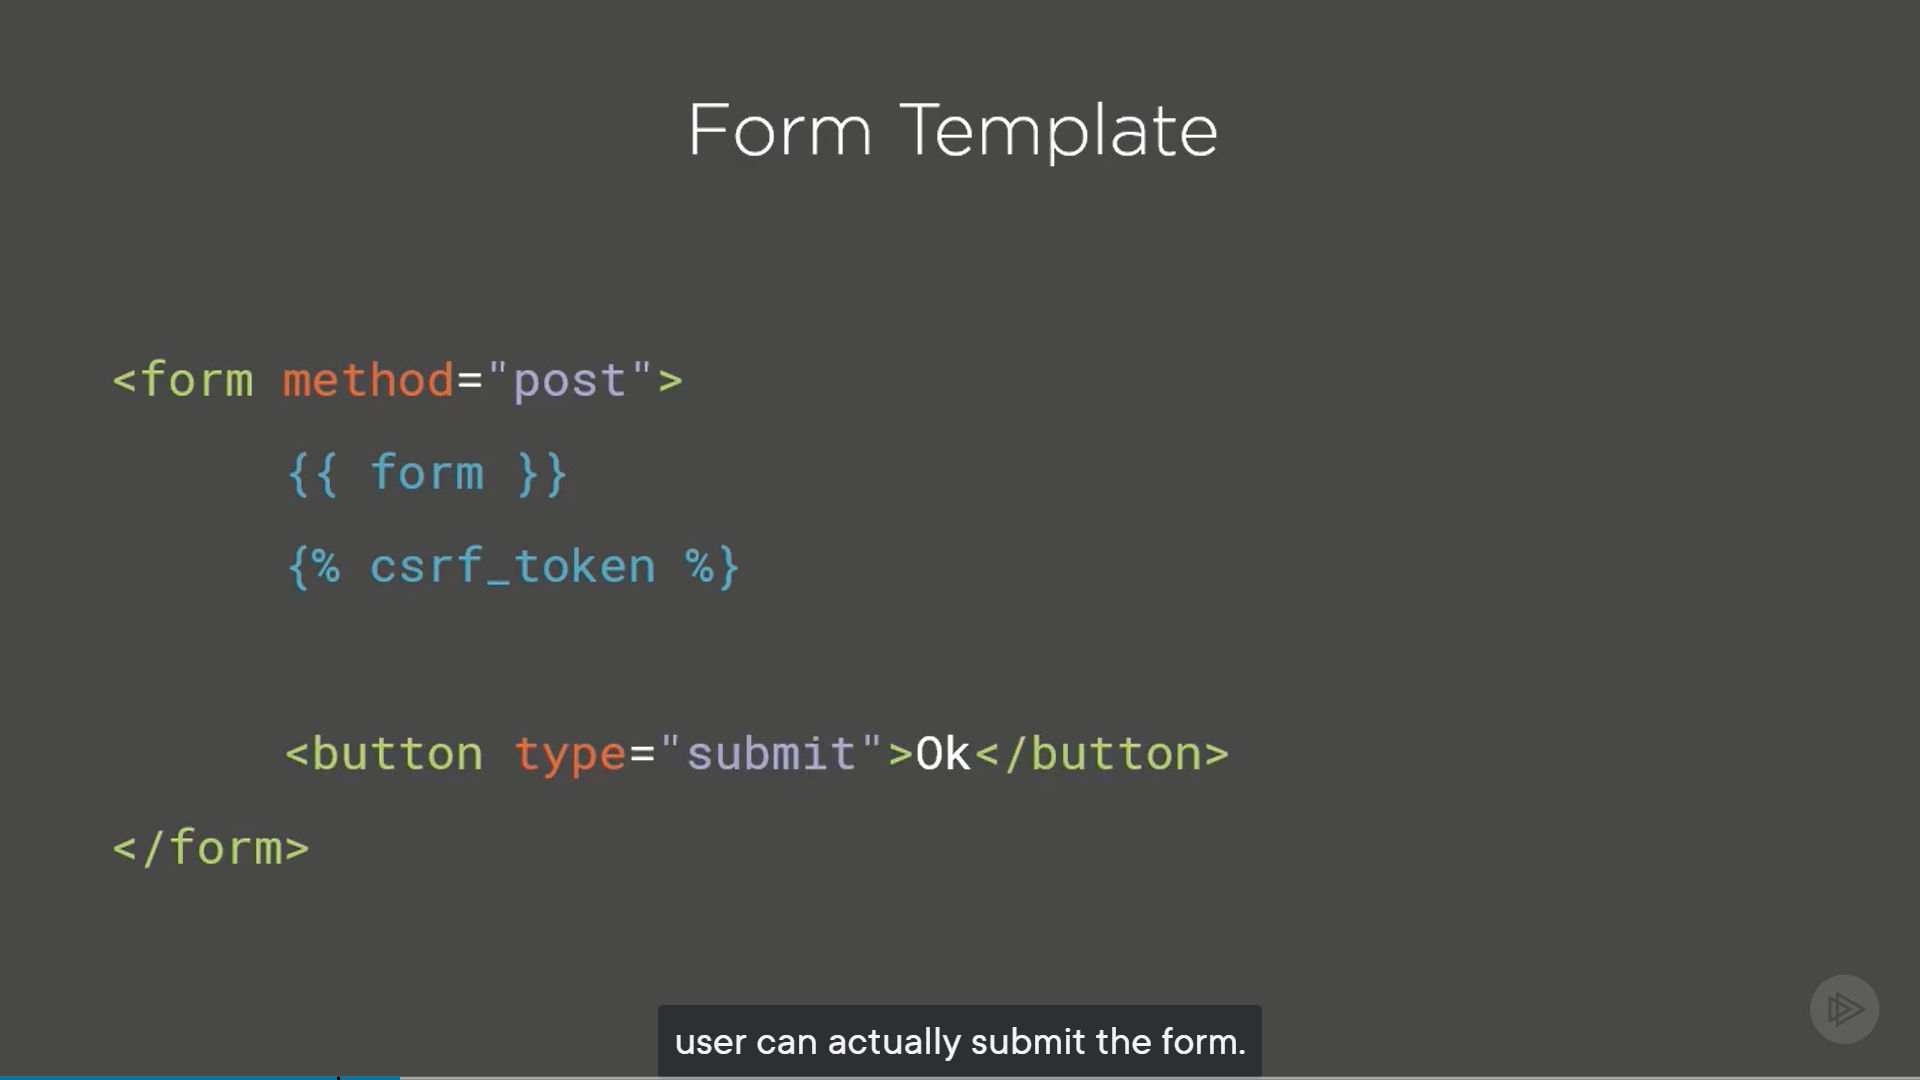 Form Template
<form method="post">
{{ form }}
{% csrf_token %}
<button type="submit">Ok</button>
</form>
user can actually submit the form.